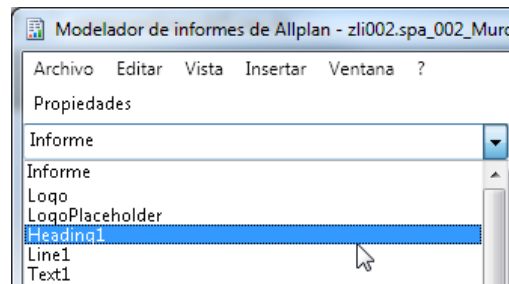 Modelador de informes de Allplan - zli002.spa_002_Murc
Archivo Editar Vista Insertar Ventana ?
Propiedades
Informe
Informe
Logo
LogoPlaceholder
Heading1
Line1
Text1